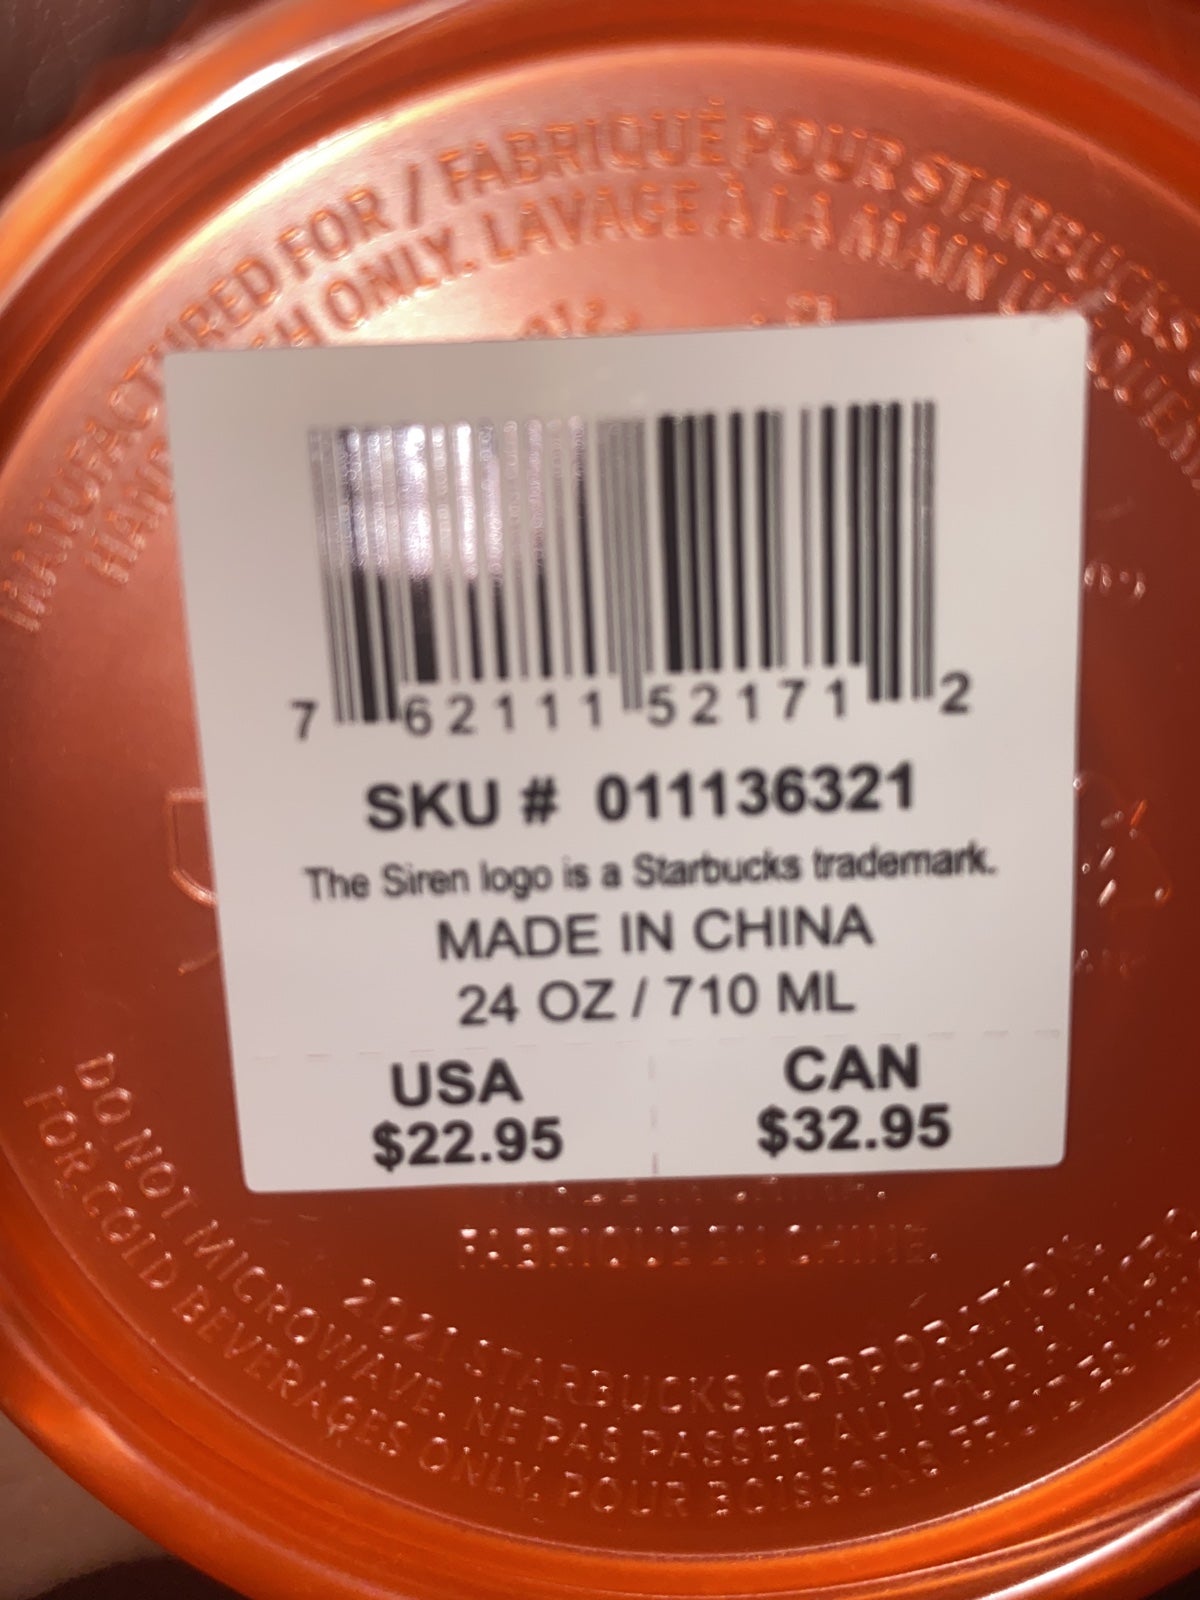 MANUFACTURED FOR / FABRIQUÉ POUR STARBUCKS
ONLY. LAVAGE À LA MAIN
7 62111 52171 2
SKU # 011136321
The Siren logo is a Starbucks trademark.
MADE IN CHINA
24 OZ / 710 ML
USA
$22.95
CAN
$32.95
FABRIQUÉ EN CHINE.
2021 STARBUCKS CORPORATION.
DO NOT MICROWAVE. NE PAS PASSER AU FOUR À
FOR COLD BEVERAGES ONLY. POUR BOISSONS FROIDES